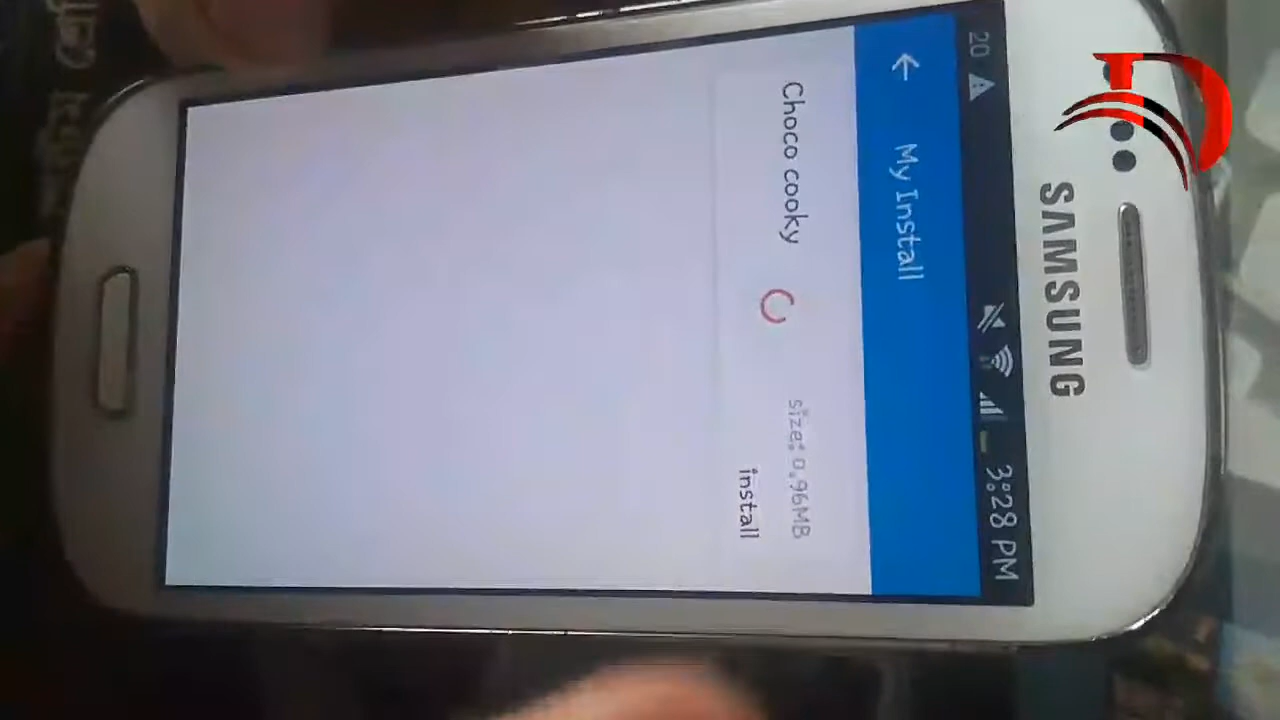 SAMSUNG
20 3:28 PM
My Install
Choco cooky
size: 0.96MB
install